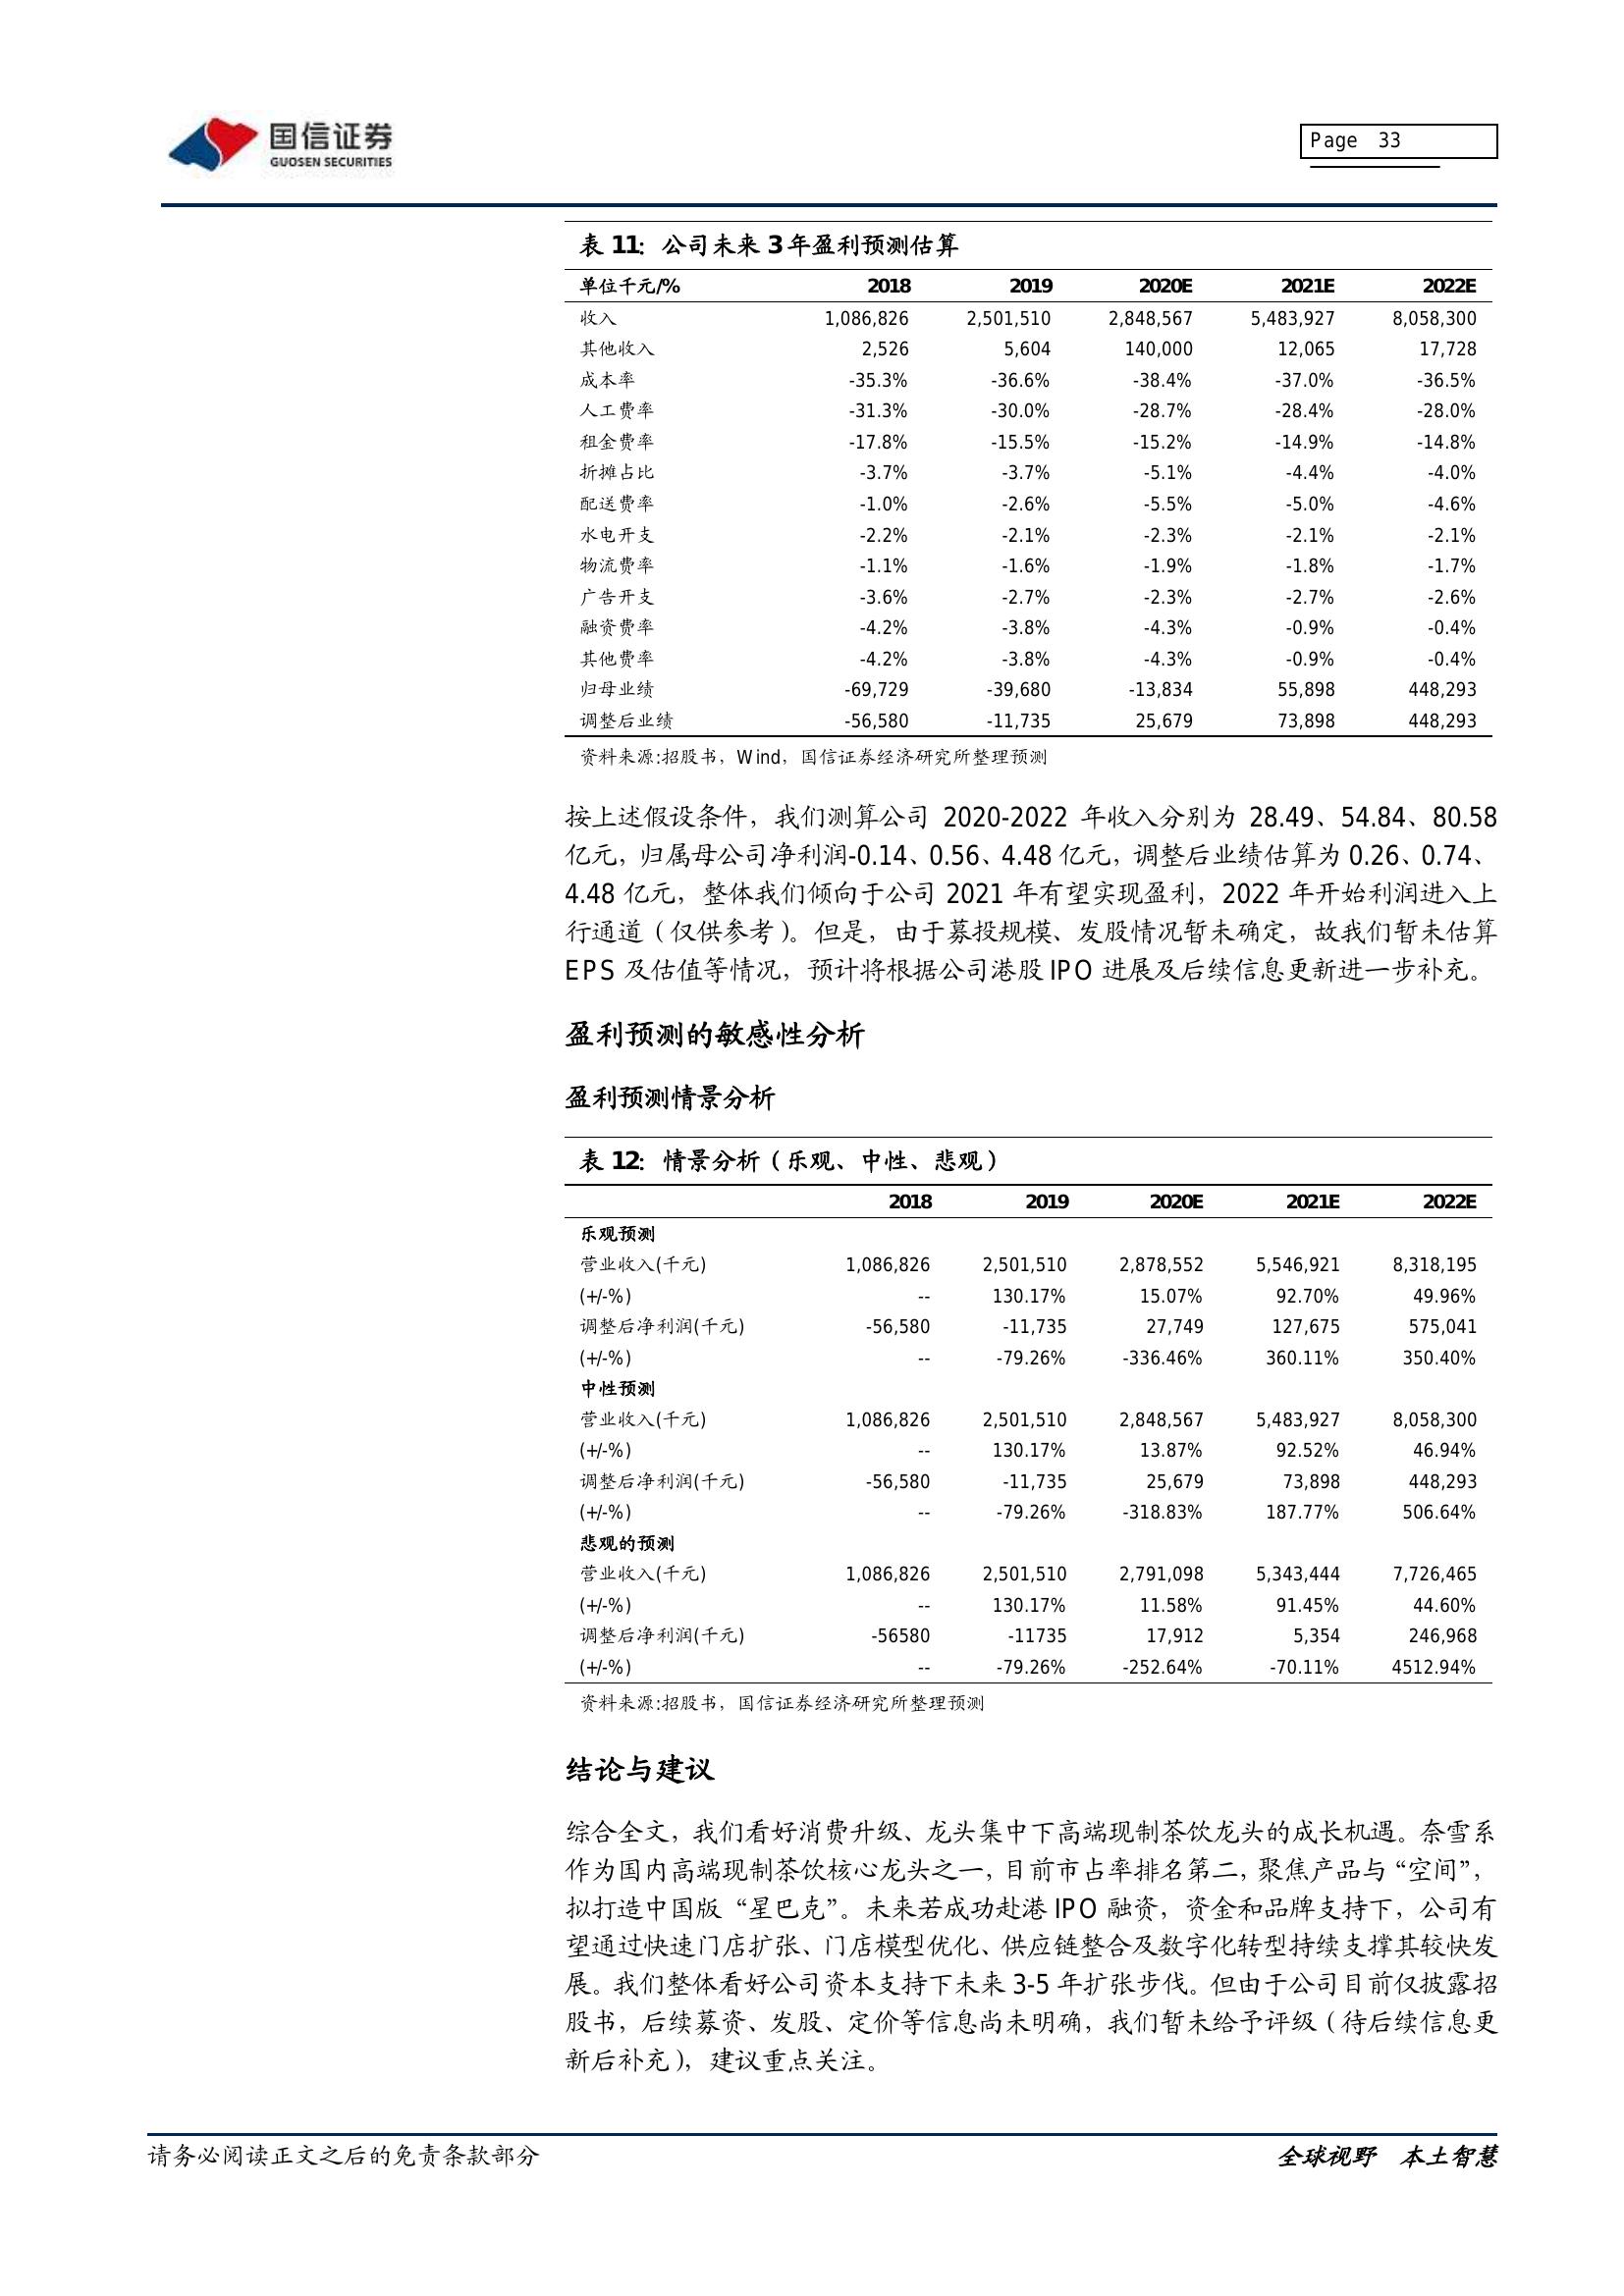 国信证券
GUOSEN SECURITIES
Page 33
表 11：公司未来 3 年盈利预测估算
单位千元/% 2018 2019 2020E 2021E 2022E
收入 1,086,826 2,501,510 2,848,567 5,483,927 8,058,300
其他收入 2,526 5,604 140,000 12,065 17,728
成本率 -35.3% -36.6% -38.4% -37.0% -36.5%
人工费率 -31.3% -30.0% -28.7% -28.4% -28.0%
租金费率 -17.8% -15.5% -15.2% -14.9% -14.8%
折摊占比 -3.7% -3.7% -5.1% -4.4% -4.0%
配送费率 -1.0% -2.6% -5.5% -5.0% -4.6%
水电开支 -2.2% -2.1% -2.3% -2.1% -2.1%
物流费率 -1.1% -1.6% -1.9% -1.8% -1.7%
广告开支 -3.6% -2.7% -2.3% -2.7% -2.6%
融资费率 -4.2% -3.8% -4.3% -0.9% -0.4%
其他费率 -4.2% -3.8% -4.3% -0.9% -0.4%
归母业绩 -69,729 -39,680 -13,834 55,898 448,293
调整后业绩 -56,580 -11,735 25,679 73,898 448,293
资料来源:招股书，Wind，国信证券经济研究所整理预测
按上述假设条件，我们测算公司 2020-2022 年收入分别为 28.49、54.84、80.58
亿元，归属母公司净利润-0.14、0.56、4.48 亿元，调整后业绩估算为 0.26、0.74、
4.48 亿元，整体我们倾向于公司 2021 年有望实现盈利，2022 年开始利润进入上
行通道（仅供参考）。但是，由于募投规模、发股情况暂未确定，故我们暂未估算
EPS 及估值等情况，预计将根据公司港股 IPO 进展及后续信息更新进一步补充。
盈利预测的敏感性分析
盈利预测情景分析
表 12：情景分析（乐观、中性、悲观）
2018 2019 2020E 2021E 2022E
乐观预测
营业收入(千元) 1,086,826 2,501,510 2,878,552 5,546,921 8,318,195
(+/-%) -- 130.17% 15.07% 92.70% 49.96%
调整后净利润(千元) -56,580 -11,735 27,749 127,675 575,041
(+/-%) -- -79.26% -336.46% 360.11% 350.40%
中性预测
营业收入(千元) 1,086,826 2,501,510 2,848,567 5,483,927 8,058,300
(+/-%) -- 130.17% 13.87% 92.52% 46.94%
调整后净利润(千元) -56,580 -11,735 25,679 73,898 448,293
(+/-%) -- -79.26% -318.83% 187.77% 506.64%
悲观的预测
营业收入(千元) 1,086,826 2,501,510 2,791,098 5,343,444 7,726,465
(+/-%) -- 130.17% 11.58% 91.45% 44.60%
调整后净利润(千元) -56580 -11735 17,912 5,354 246,968
(+/-%) -- -79.26% -252.64% -70.11% 4512.94%
资料来源:招股书，国信证券经济研究所整理预测
结论与建议
综合全文，我们看好消费升级、龙头集中下高端现制茶饮龙头的成长机遇。奈雪系
作为国内高端现制茶饮核心龙头之一，目前市占率排名第二，聚焦产品与“空间”，
拟打造中国版“星巴克”。未来若成功赴港 IPO 融资，资金和品牌支持下，公司有
望通过快速门店扩张、门店模型优化、供应链整合及数字化转型持续支撑其较快发
展。我们整体看好公司资本支持下未来 3-5 年扩张步伐。但由于公司目前仅披露招
股书，后续募资、发股、定价等信息尚未明确，我们暂未给予评级（待后续信息更
新后补充），建议重点关注。
请务必阅读正文之后的免责条款部分
全球视野 本土智慧